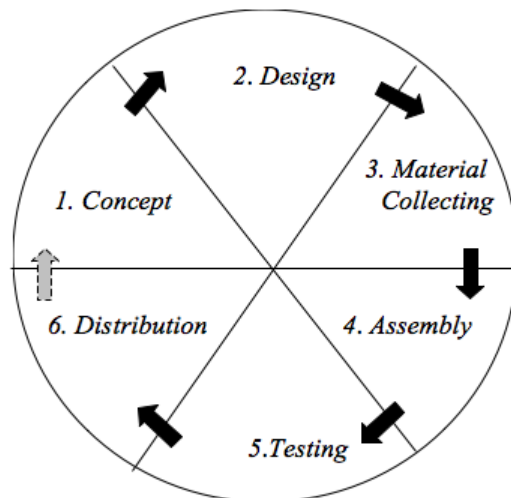 1. Concept
2. Design
3. Material
Collecting
4. Assembly
5.Testing
6. Distribution